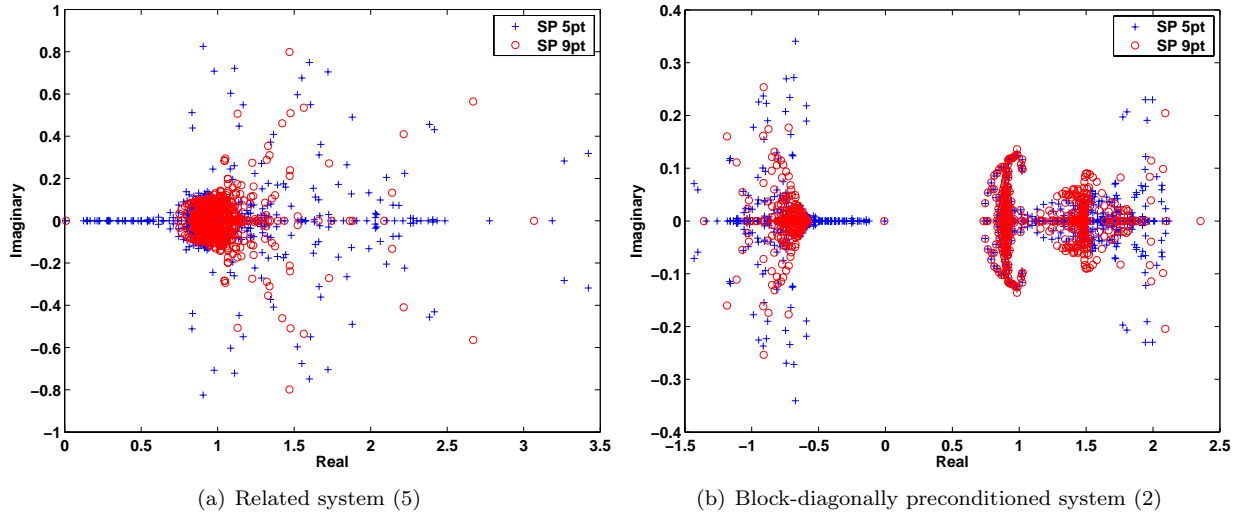 1
0.8
0.6
0.4
0.2
0
−0.2
−0.4
−0.6
−0.8
−1
Imaginary
0 0.5 1 1.5 2 2.5 3 3.5
Real
SP 5pt
SP 9pt
(a) Related system (5)
0.4
0.3
0.2
0.1
0
−0.1
−0.2
−0.3
−0.4
Imaginary
−1.5 −1 −0.5 0 0.5 1 1.5 2 2.5
Real
SP 5pt
SP 9pt
(b) Block-diagonally preconditioned system (2)